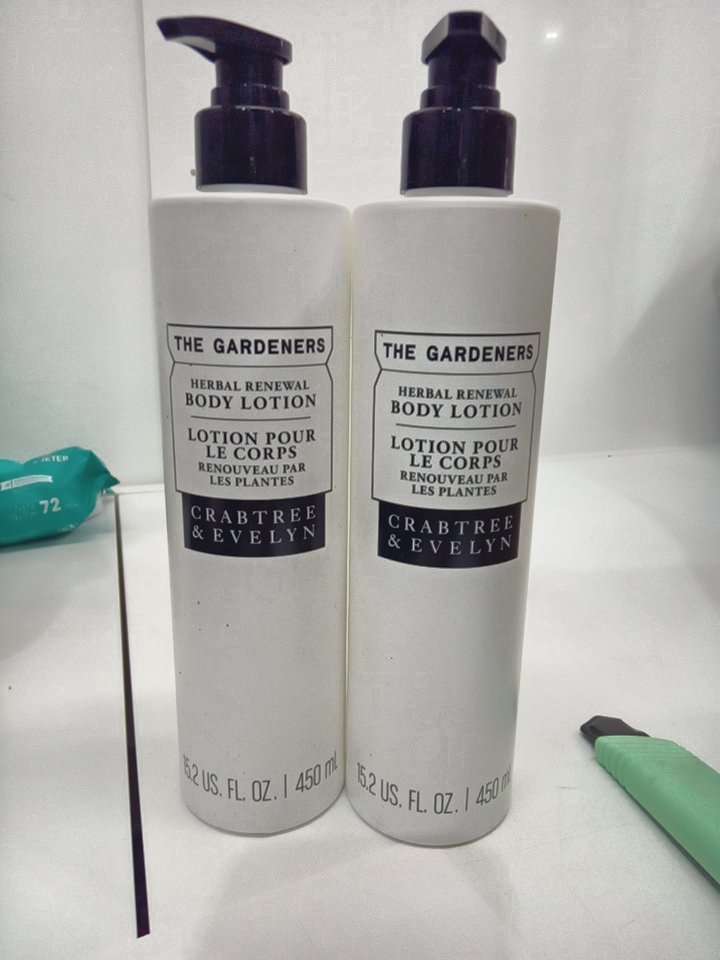 THE GARDENERS
HERBAL RENEWAL
BODY LOTION
LOTION POUR
LE CORPS
RENOUVEAU PAR
LES PLANTES
CRABTREE
& EVELYN
15.2 US. FL. OZ. | 450 mL
THE GARDENERS
HERBAL RENEWAL
BODY LOTION
LOTION POUR
LE CORPS
RENOUVEAU PAR
LES PLANTES
CRABTREE
& EVELYN
15.2 US. FL. OZ. | 450 mL
72